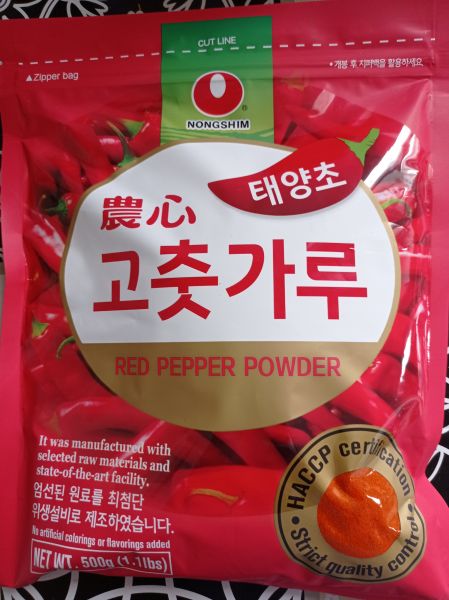 CUT LINE
▲Zipper bag
• 개봉 후 지퍼백을 활용하세요.
®
NONGSHIM
태양초
農心
고춧가루
RED PEPPER POWDER
It was manufactured with
selected raw materials and
state-of-the-art facility.
엄선된 원료를 최첨단
위생설비로 제조하였습니다.
No artificial colorings or flavorings added
NET WT. 500g (1.1lbs)
HACCP certification
• Strict quality control •